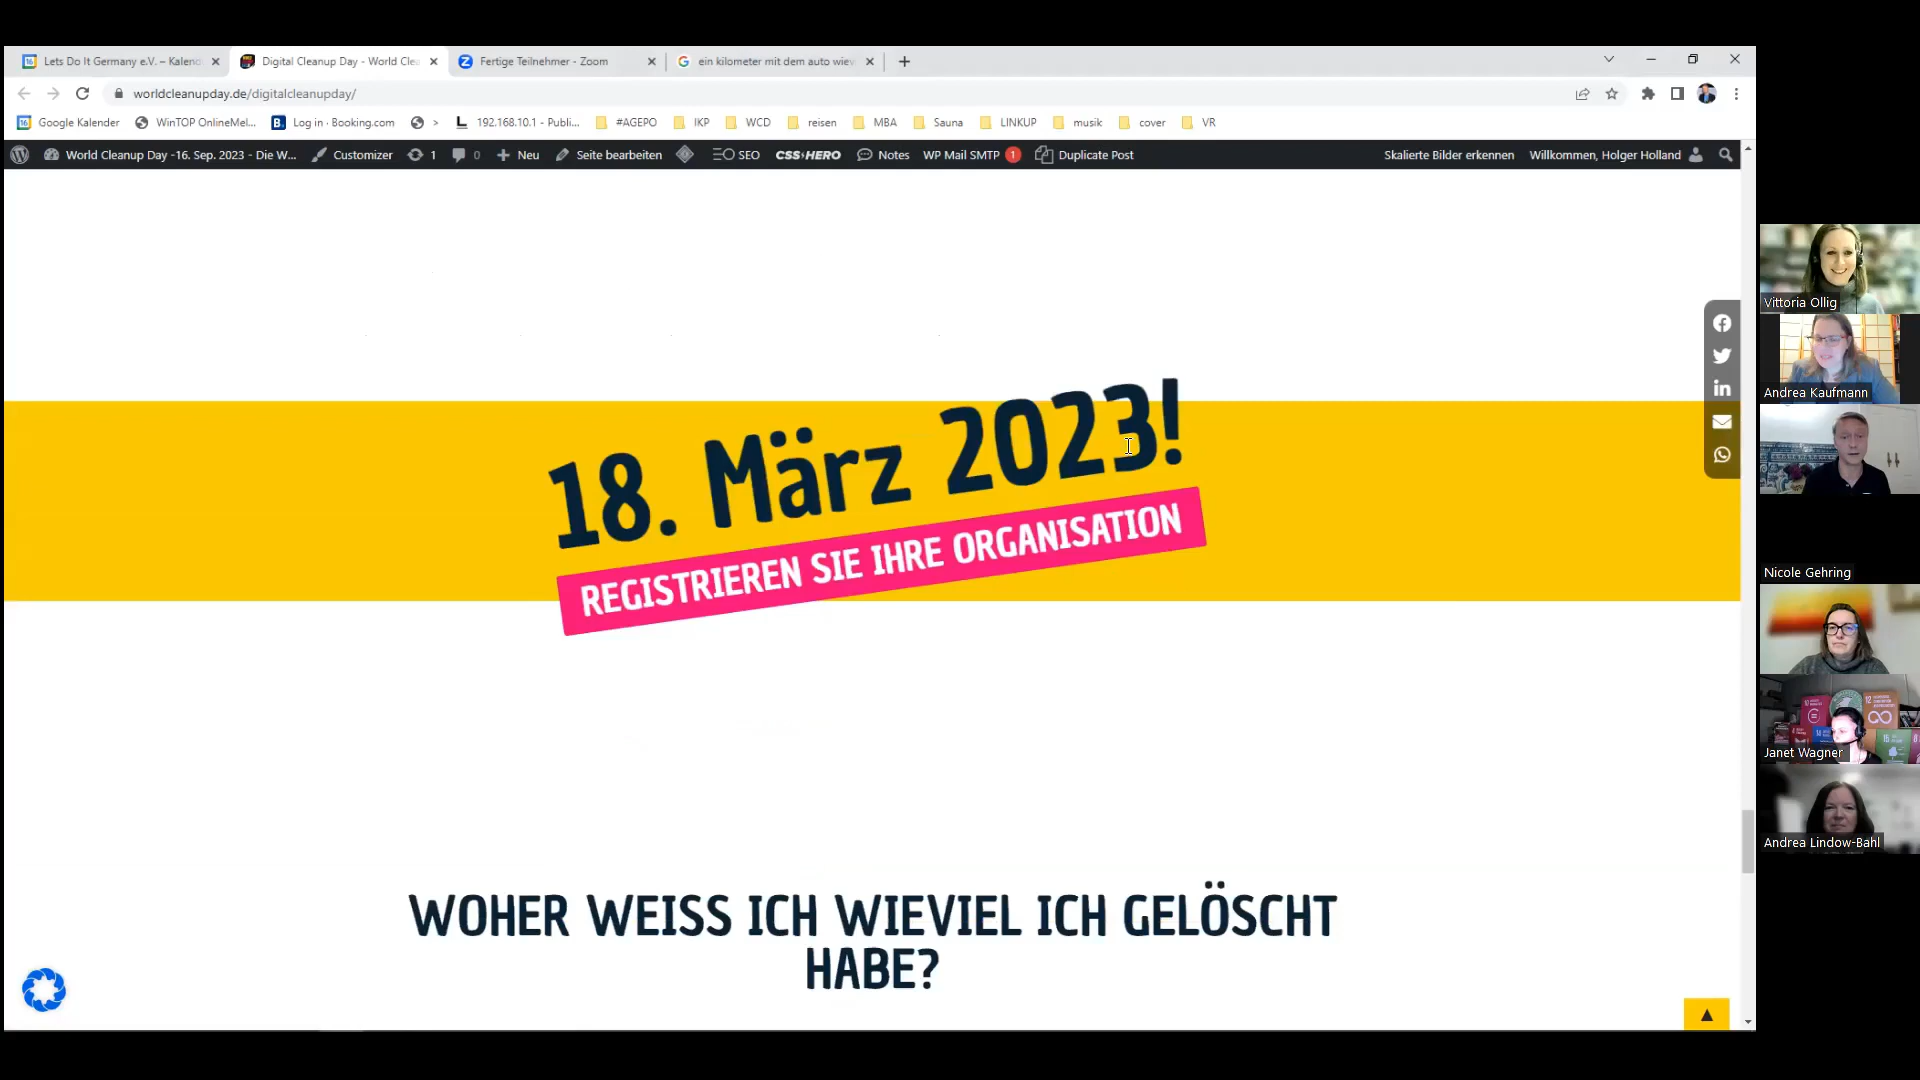 Lets Do It Germany e.V. – Kalend
Digital Cleanup Day - World Cle
Fertige Teilnehmer - Zoom
ein kilometer mit dem auto wiev
worldcleanupday.de/digitalcleanupday/
Google Kalender
WinTOP OnlineMel...
Log in · Booking.com
>
192.168.10.1 - Publi...
#AGEPO
IKP
WCD
reisen
MBA
Sauna
LINKUP
musik
cover
VR
World Cleanup Day -16. Sep. 2023 - Die W...
Customizer
1
0
Neu
Seite bearbeiten
SEO
CSS HERO
Notes
WP Mail SMTP 1
Duplicate Post
Skalierte Bilder erkennen
Willkommen, Holger Holland
18. März 2023!
REGISTRIEREN SIE IHRE ORGANISATION
WOHER WEISS ICH WIEVIEL ICH GELÖSCHT
HABE?
Vittoria Ollig
Andrea Kaufmann
Nicole Gehring
Janet Wagner
Andrea Lindow-Bahl